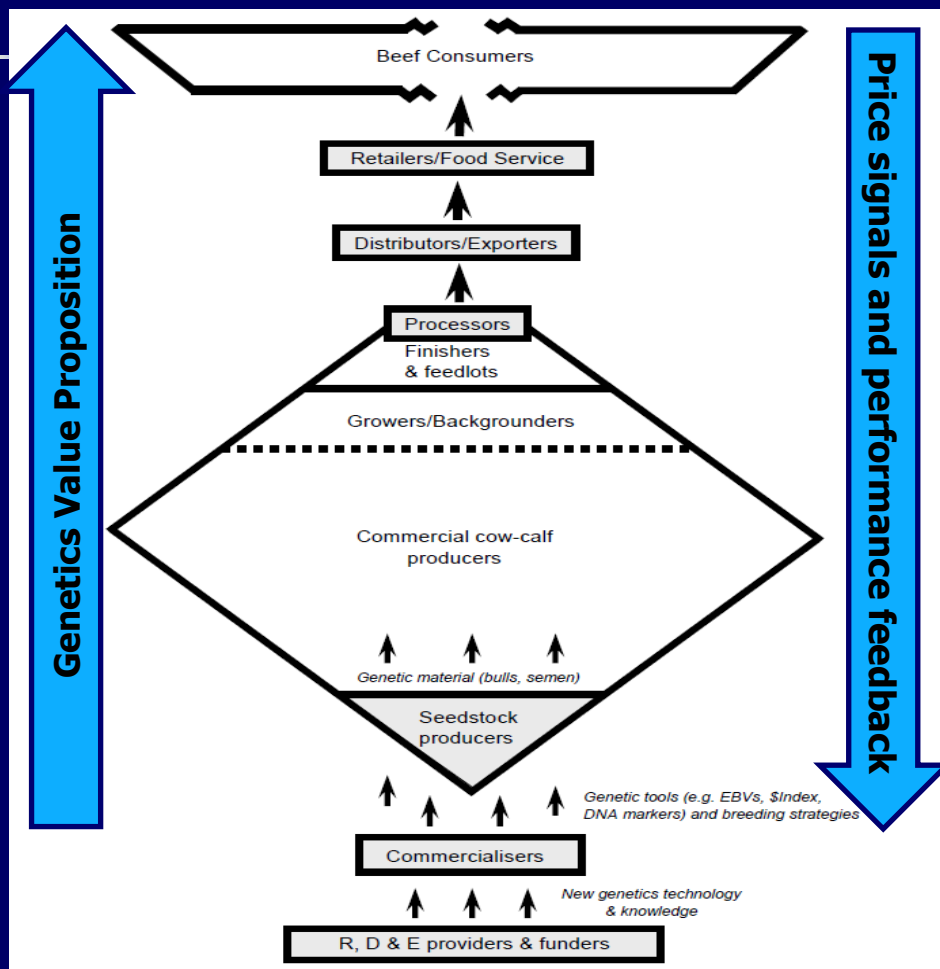 Beef Consumers
Retailers/Food Service
Distributors/Exporters
Processors
Finishers
& feedlots
Growers/Backgrounders
Commercial cow-calf
producers
Genetic material (bulls, semen)
Seedstock
producers
Genetic tools (e.g. EBVs, $Index,
DNA markers) and breeding strategies
Commercialisers
New genetics technology
& knowledge
R, D & E providers & funders
Genetics Value Proposition
Price signals and performance feedback